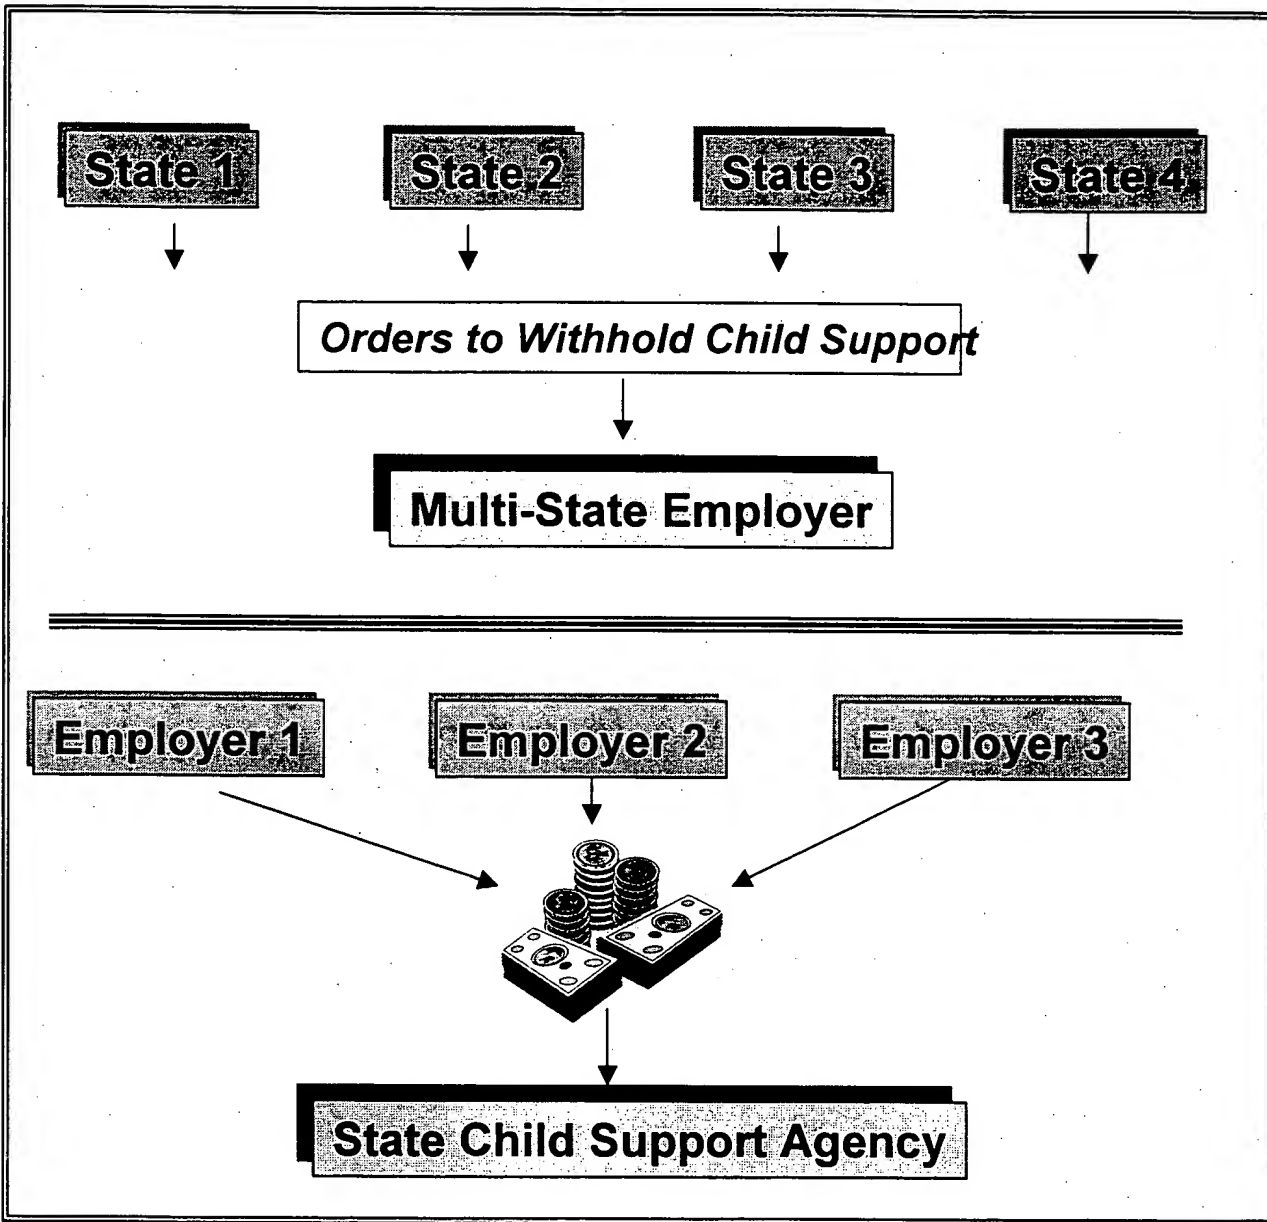 State 1
State 2
State 3
State 4
Orders to Withhold Child Support
Multi-State Employer
Employer 1
Employer 2
Employer 3
State Child Support Agency